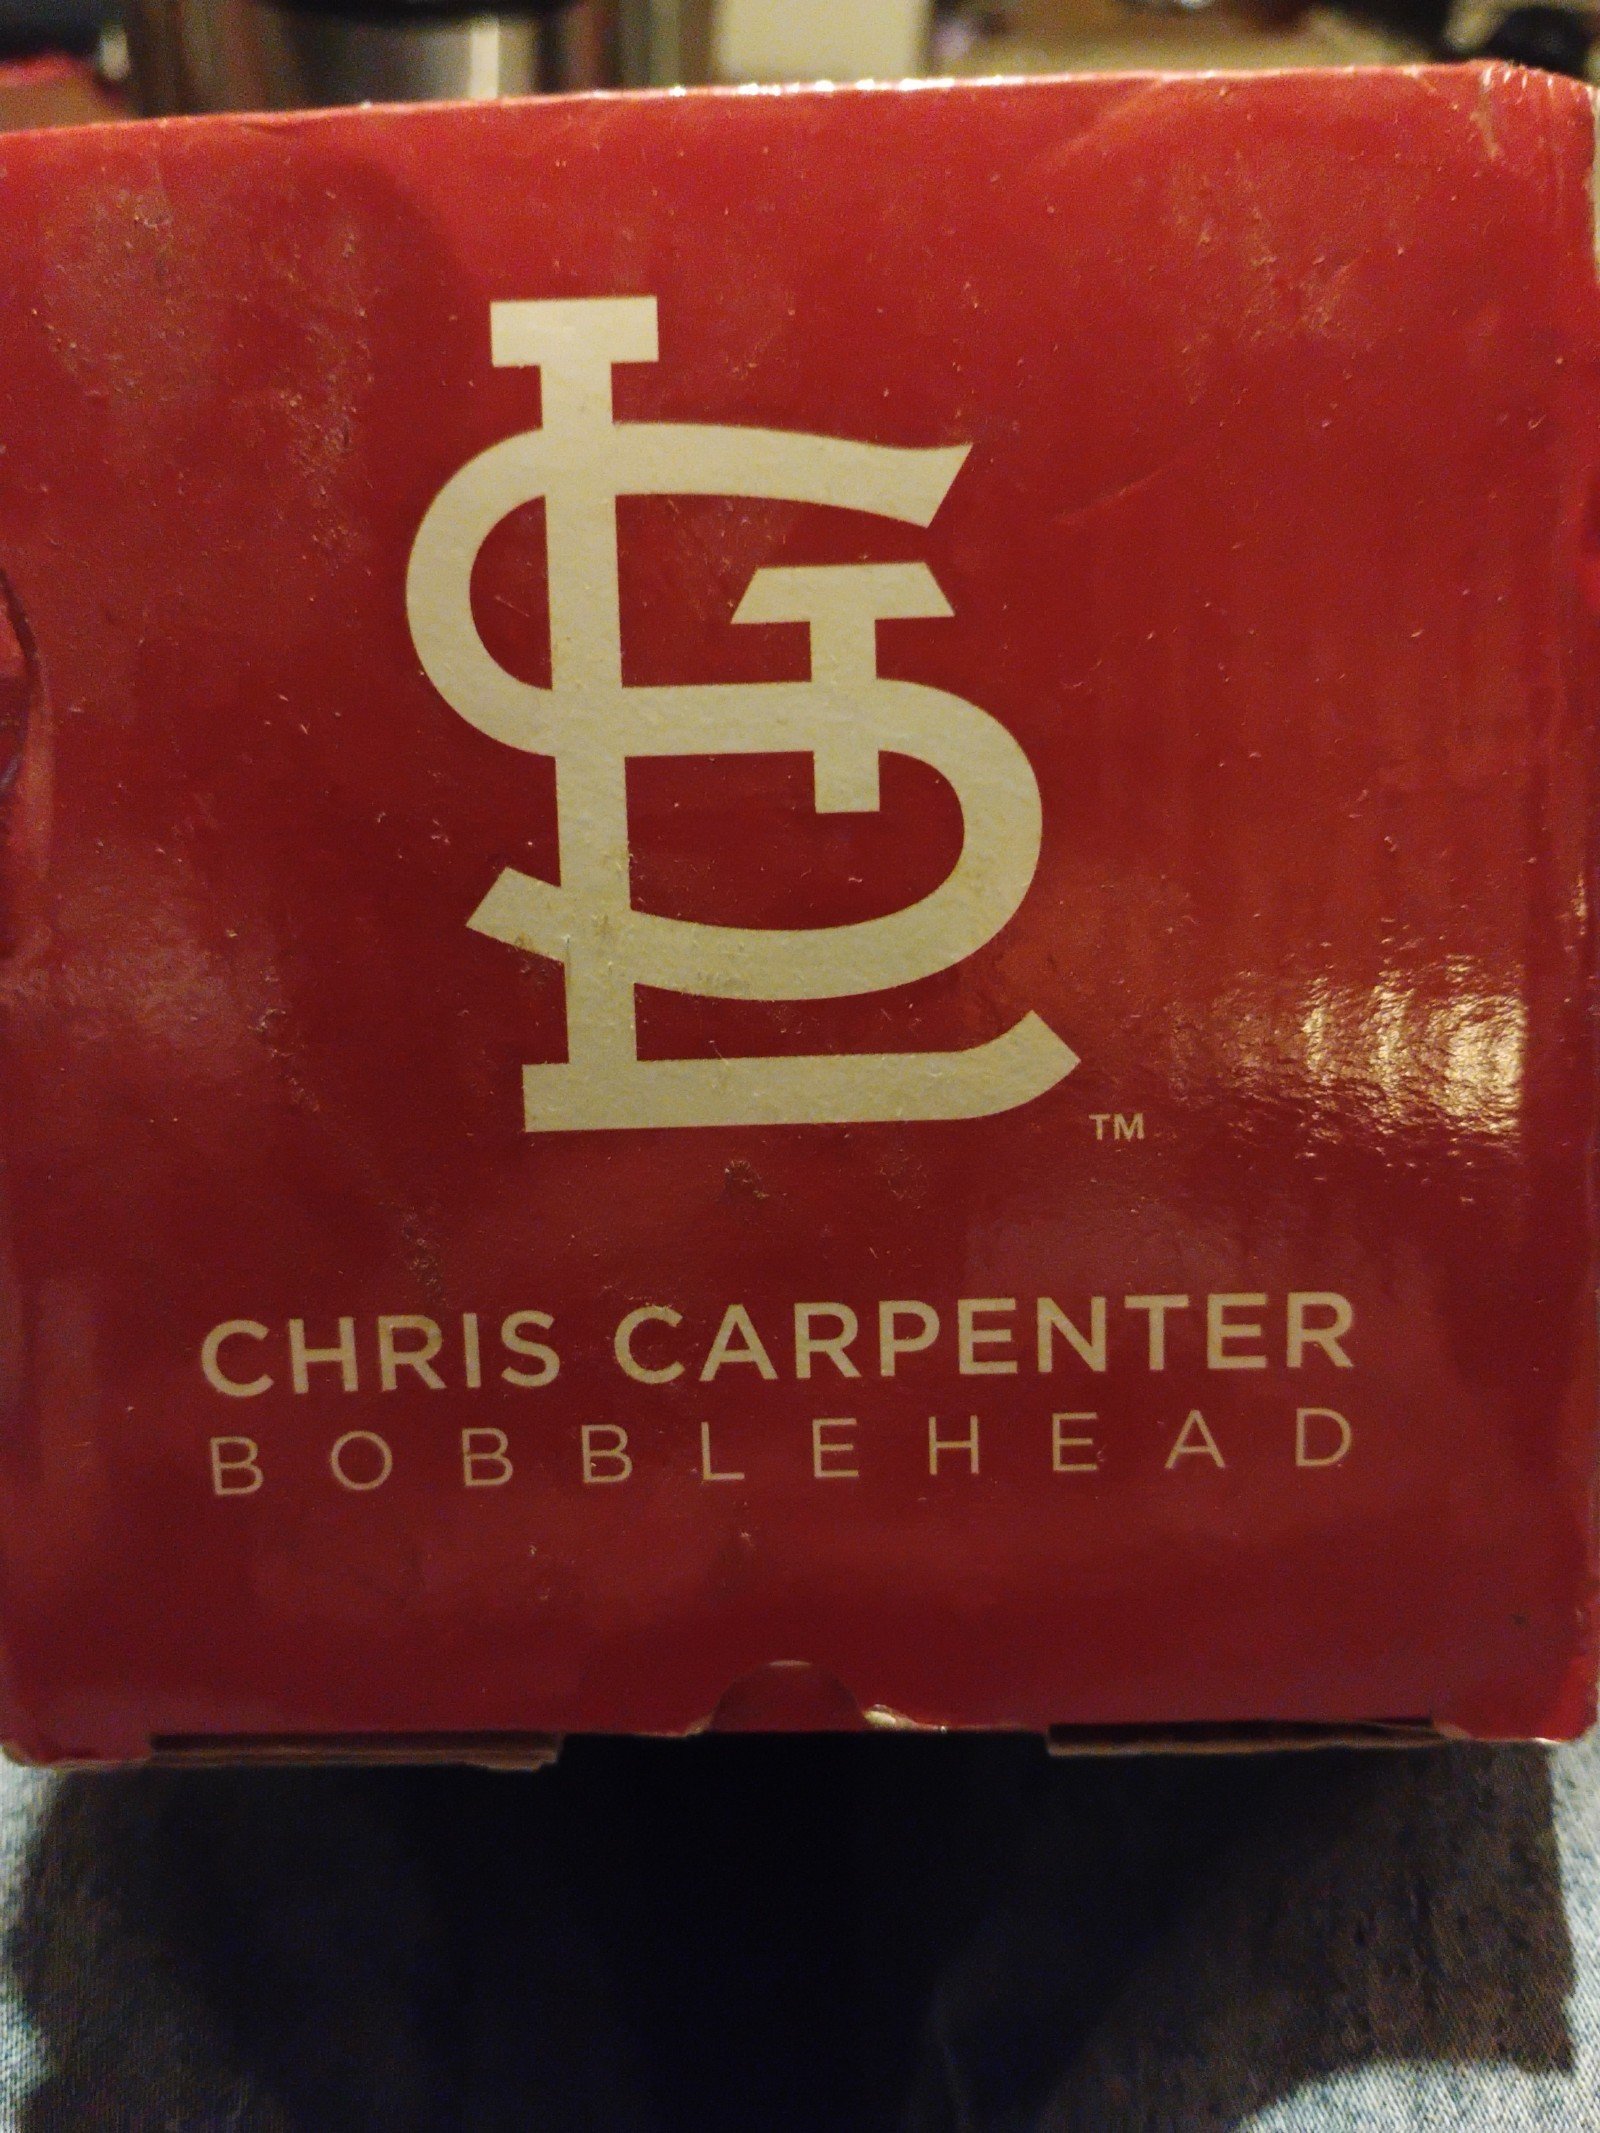 STL
TM
CHRIS CARPENTER
BOBBLEHEAD